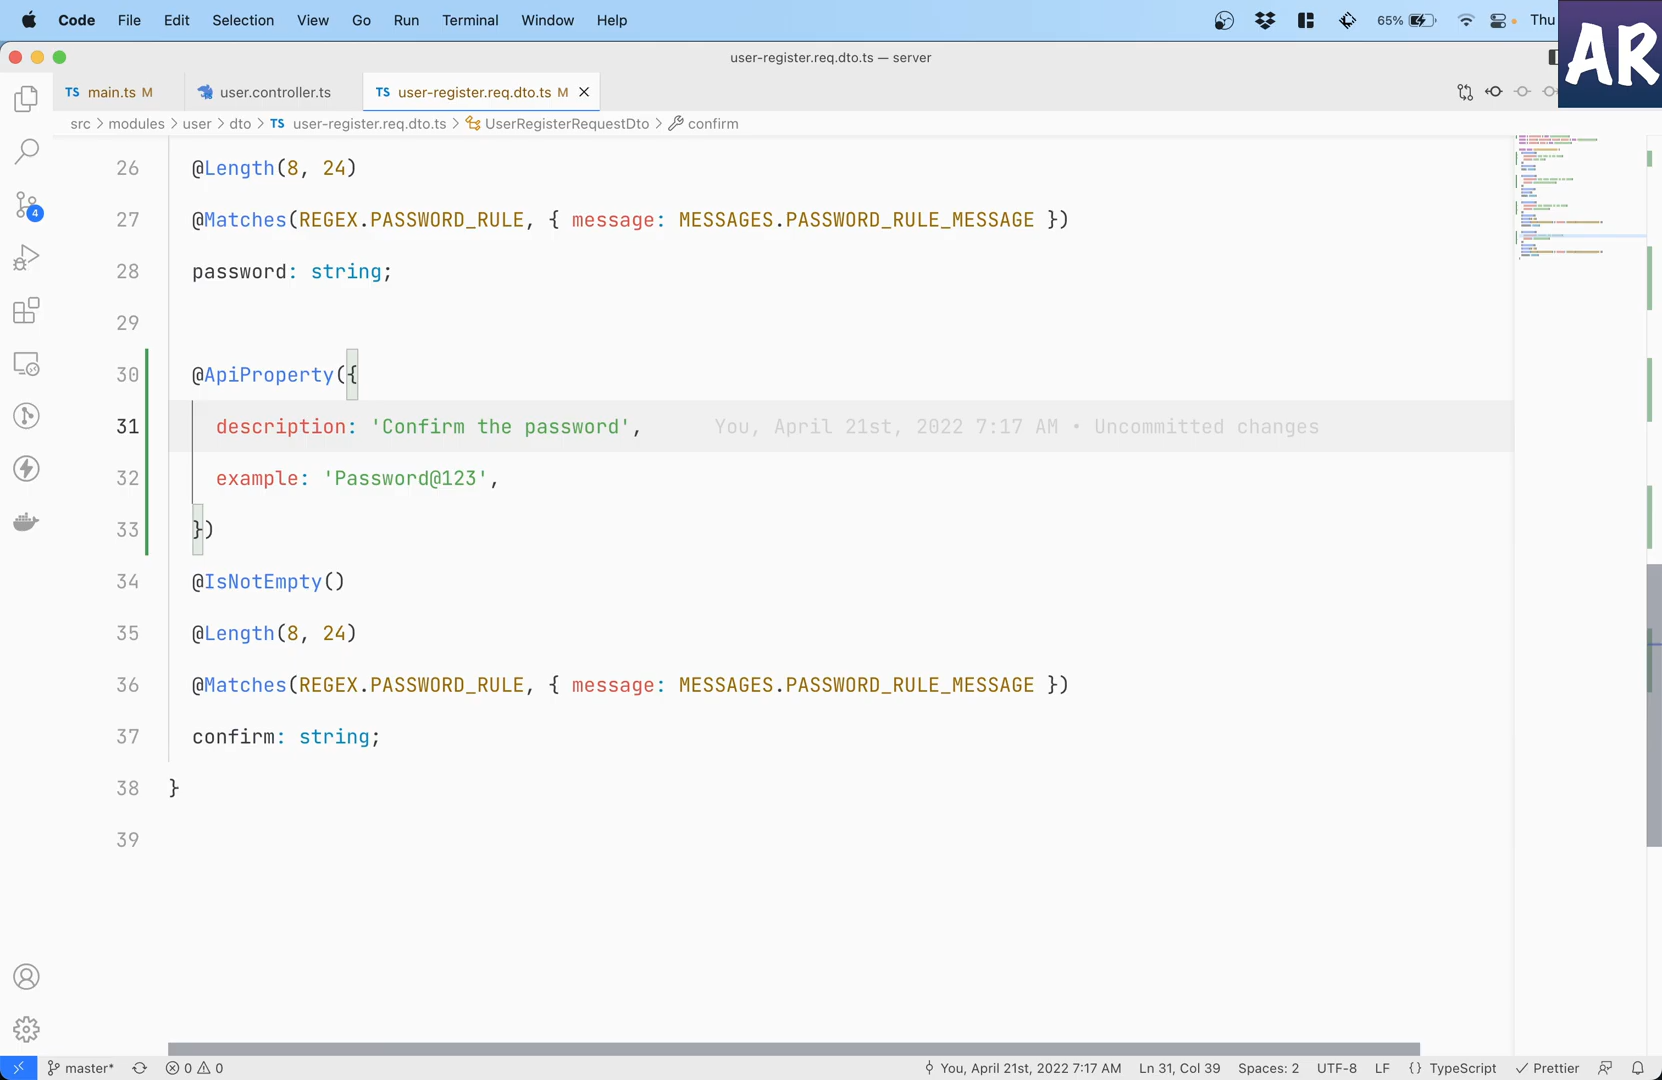 Code File Edit Selection View Go Run Terminal Window Help 65% Thu
AR
user-register.req.dto.ts — server
TS main.ts M user.controller.ts TS user-register.req.dto.ts M
src > modules > user > dto > TS user-register.req.dto.ts > UserRegisterRequestDto > confirm
26 @Length(8, 24)
27 @Matches(REGEX.PASSWORD_RULE, { message: MESSAGES.PASSWORD_RULE_MESSAGE })
28 password: string;
29
30 @ApiProperty({
31 description: 'Confirm the password', You, April 21st, 2022 7:17 AM • Uncommitted changes
32 example: 'Password@123',
33 })
34 @IsNotEmpty()
35 @Length(8, 24)
36 @Matches(REGEX.PASSWORD_RULE, { message: MESSAGES.PASSWORD_RULE_MESSAGE })
37 confirm: string;
38 }
39
4
master* 0 0 You, April 21st, 2022 7:17 AM Ln 31, Col 39 Spaces: 2 UTF-8 LF {} TypeScript Prettier